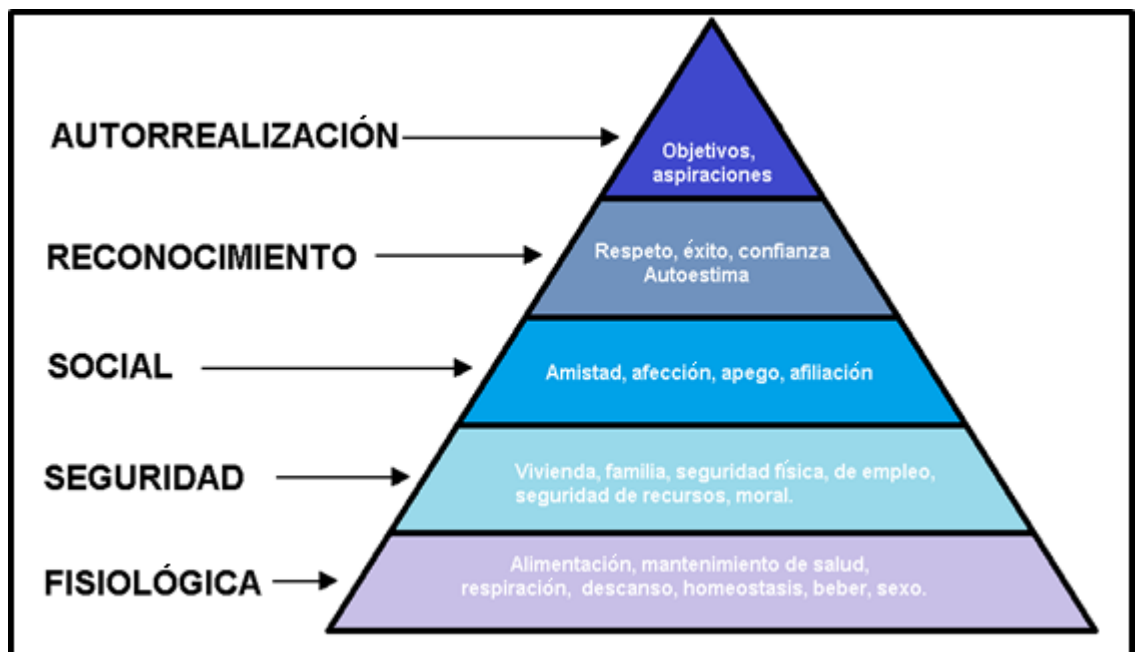 AUTORREALIZACIÓN
Objetivos,
aspiraciones
RECONOCIMIENTO
Respeto, éxito, confianza
Autoestima
SOCIAL
Amistad, afección, apego, afiliación
SEGURIDAD
Vivienda, familia, seguridad física, de empleo,
seguridad de recursos, moral.
FISIOLÓGICA
Alimentación, mantenimiento de salud,
respiración, descanso, homeostasis, beber, sexo.